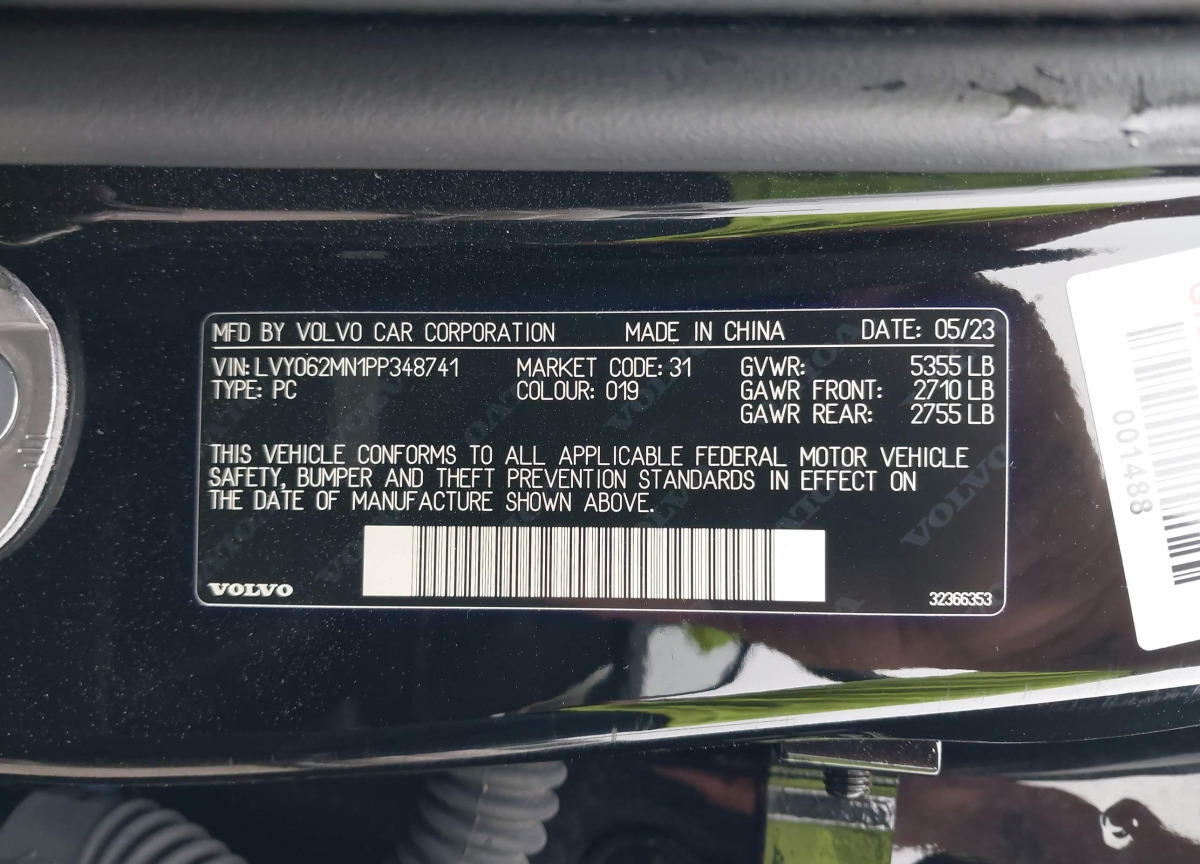 MFD BY VOLVO CAR CORPORATION MADE IN CHINA DATE: 05/23
VIN: LVY062MN1PP348741 MARKET CODE: 31 GVWR: 5355 LB
TYPE: PC COLOUR: 019 GAWR FRONT: 2710 LB
GAWR REAR: 2755 LB
THIS VEHICLE CONFORMS TO ALL APPLICABLE FEDERAL MOTOR VEHICLE
SAFETY, BUMPER AND THEFT PREVENTION STANDARDS IN EFFECT ON
THE DATE OF MANUFACTURE SHOWN ABOVE.
VOLVO
32366353
001488